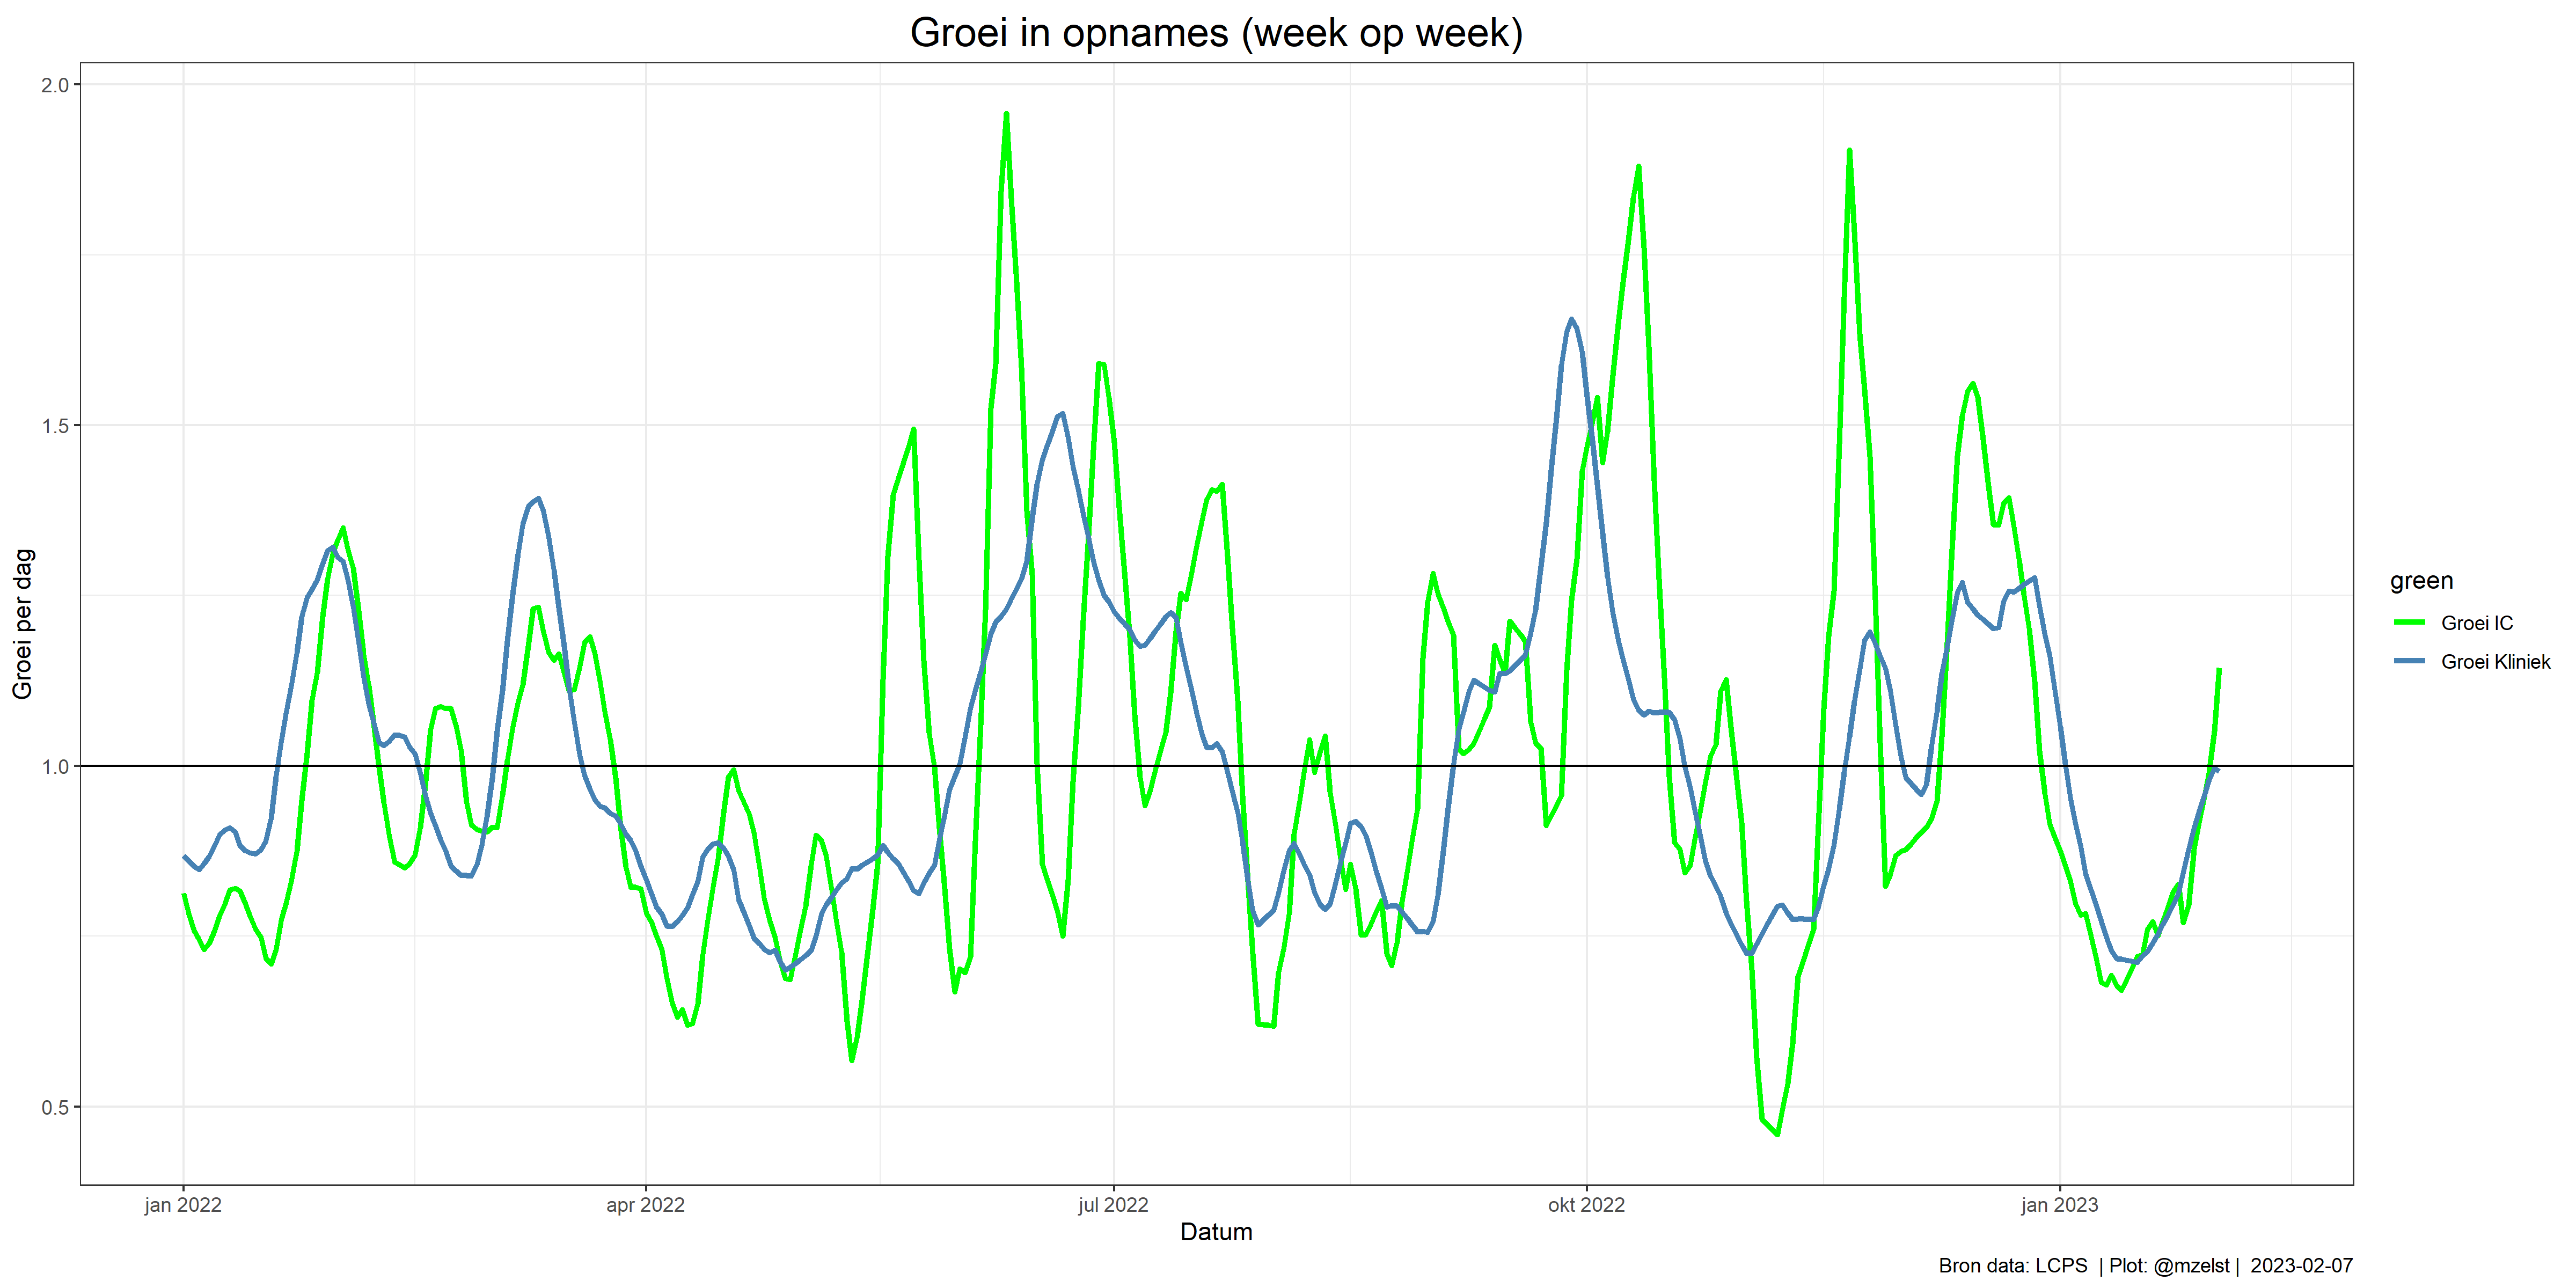 Groei in opnames (week op week)
2.0
1.5
1.0
0.5
Groei per dag
jan 2022
apr 2022
jul 2022
okt 2022
jan 2023
Datum
green
Groei IC
Groei Kliniek
Bron data: LCPS | Plot: @mzelst | 2023-02-07